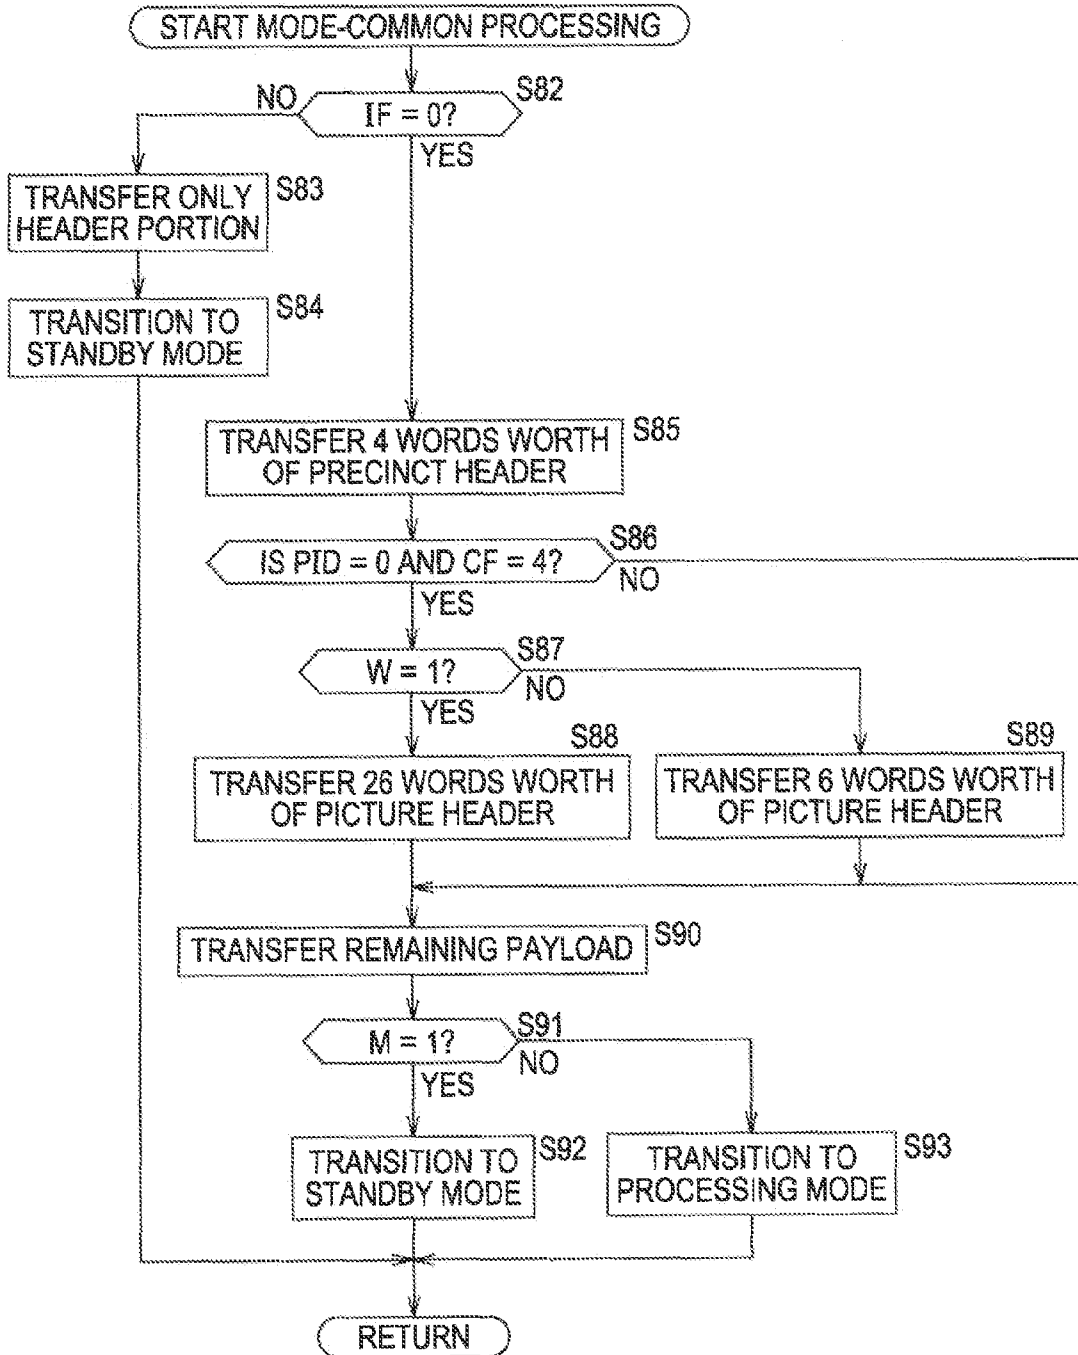 START MODE-COMMON PROCESSING
S82
NO
IF = 0?
YES
S83
TRANSFER ONLY
HEADER PORTION
S84
TRANSITION TO
STANDBY MODE
S85
TRANSFER 4 WORDS WORTH
OF PRECINCT HEADER
S86
IS PID = 0 AND CF = 4?
NO
YES
S87
W = 1?
NO
YES
S88
TRANSFER 26 WORDS WORTH
OF PICTURE HEADER
S89
TRANSFER 6 WORDS WORTH
OF PICTURE HEADER
TRANSFER REMAINING PAYLOAD
S90
S91
M = 1?
NO
YES
S92
TRANSITION TO
STANDBY MODE
S93
TRANSITION TO
PROCESSING MODE
RETURN